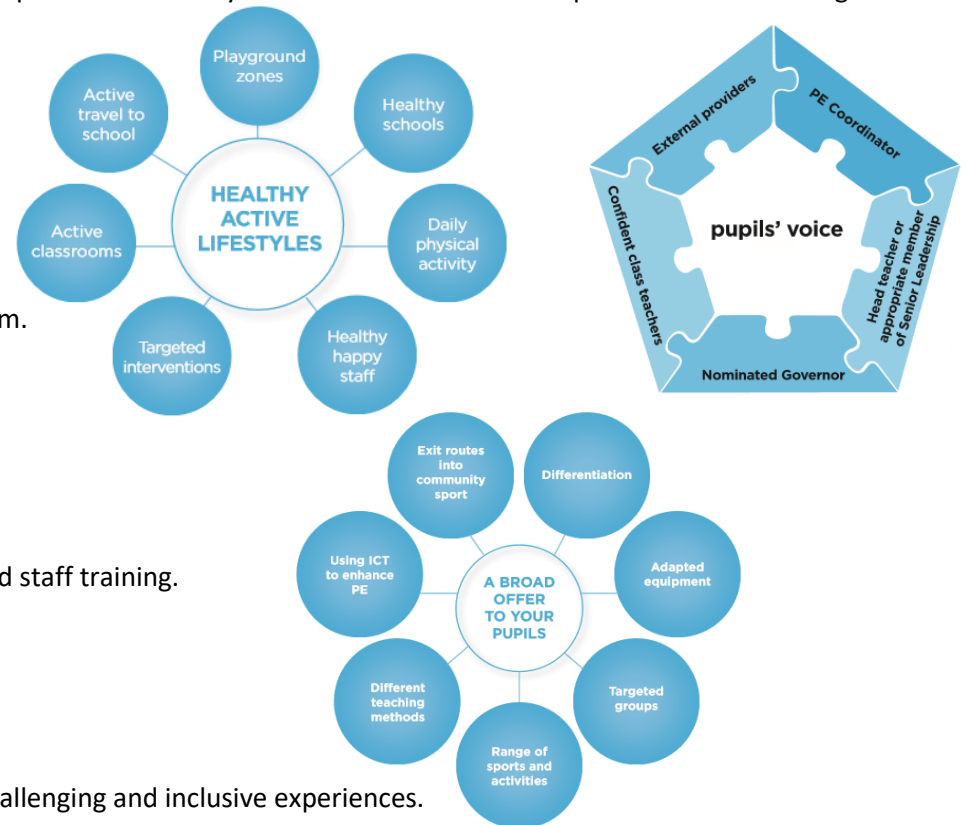 Playground
zones
Active
travel to
school
Healthy
schools
HEALTHY
ACTIVE
LIFESTYLES
Active
classrooms
Daily
physical
activity
Targeted
interventions
Healthy
happy
staff
External providers
PE Coordinator
pupils' voice
Confident class teachers
Head teacher or
appropriate member
of Senior Leadership
Nominated Governor
m.
Exit routes
into
community
sport
Differentiation
Using ICT
to enhance
PE
Adapted
equipment
A BROAD
OFFER
TO YOUR
PUPILS
d staff training.
Different
teaching
methods
Targeted
groups
Range of
sports and
activities
allenging and inclusive experiences.